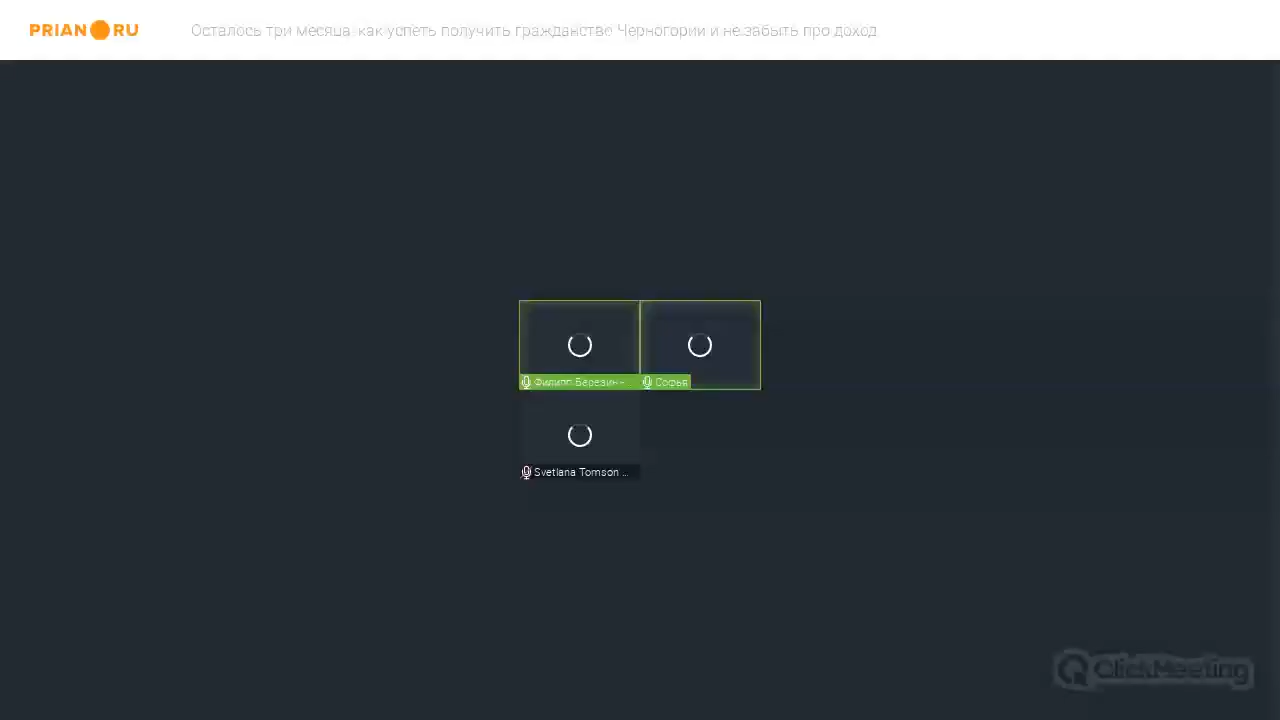 PRIAN RU
Осталось три месяца: как успеть получить гражданство Черногории и не забыть про доход
Филипп Березин -
Софья
Svetlana Tomson ...
ClickMeeting